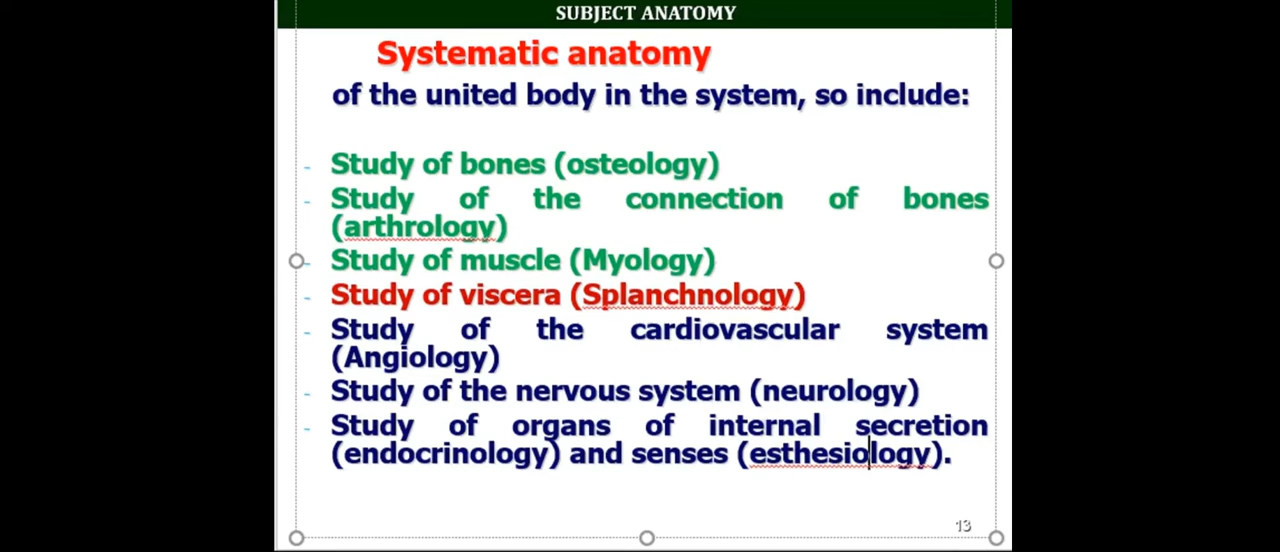 SUBJECT ANATOMY
Systematic anatomy
of the united body in the system, so include:
- Study of bones (osteology)
- Study of the connection of bones
(arthrology)
- Study of muscle (Myology)
- Study of viscera (Splanchnology)
- Study of the cardiovascular system
(Angiology)
- Study of the nervous system (neurology)
- Study of organs of internal secretion
(endocrinology) and senses (esthesiology).
13